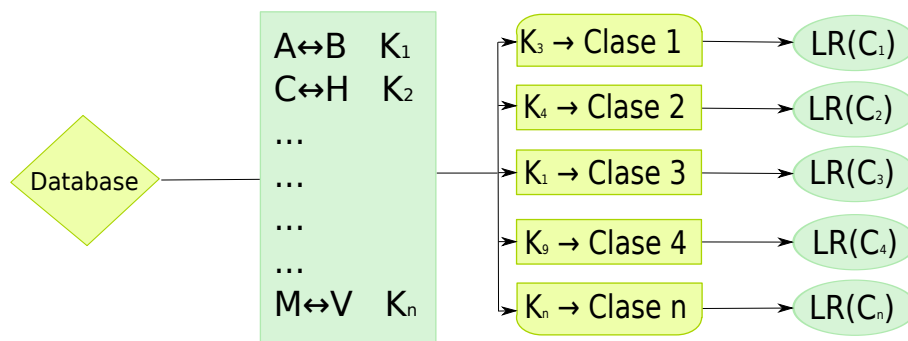 Database
A↔B K₁
C↔H K₂
...
...
...
...
M↔V Kₙ
K₃ → Clase 1
LR(C₁)
K₄ → Clase 2
LR(C₂)
K₁ → Clase 3
LR(C₃)
K₉ → Clase 4
LR(C₄)
Kₙ → Clase n
LR(Cₙ)